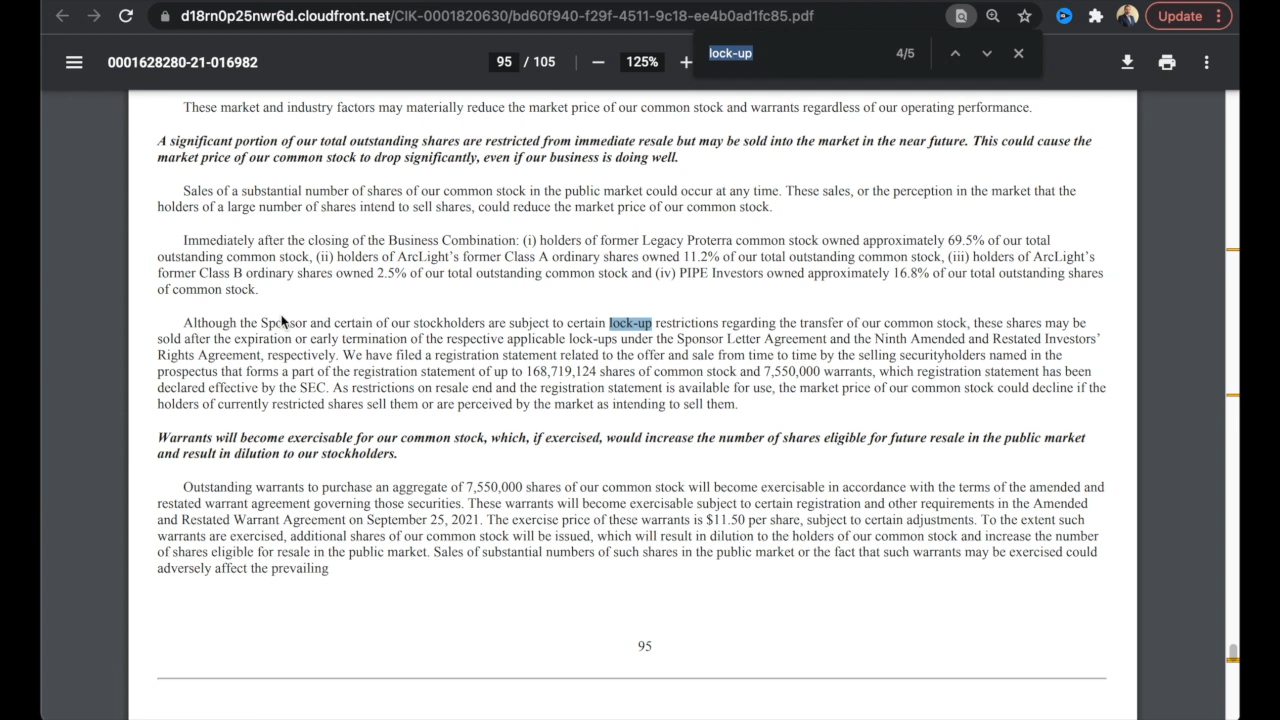 d18rn0p25nwr6d.cloudfront.net/CIK-0001820630/bd60f940-f29f-4511-9c18-ee4b0ad1fc85.pdf
Update
lock-up
4/5
0001628280-21-016982
95 / 105
125%
These market and industry factors may materially reduce the market price of our common stock and warrants regardless of our operating performance.
A significant portion of our total outstanding shares are restricted from immediate resale but may be sold into the market in the near future. This could cause the
market price of our common stock to drop significantly, even if our business is doing well.
Sales of a substantial number of shares of our common stock in the public market could occur at any time. These sales, or the perception in the market that the
holders of a large number of shares intend to sell shares, could reduce the market price of our common stock.
Immediately after the closing of the Business Combination: (i) holders of former Legacy Proterra common stock owned approximately 69.5% of our total
outstanding common stock, (ii) holders of ArcLight's former Class A ordinary shares owned 11.2% of our total outstanding common stock, (iii) holders of ArcLight's
former Class B ordinary shares owned 2.5% of our total outstanding common stock and (iv) PIPE Investors owned approximately 16.8% of our total outstanding shares
of common stock.
Although the Sponsor and certain of our stockholders are subject to certain lock-up restrictions regarding the transfer of our common stock, these shares may be
sold after the expiration or early termination of the respective applicable lock-ups under the Sponsor Letter Agreement and the Ninth Amended and Restated Investors'
Rights Agreement, respectively. We have filed a registration statement related to the offer and sale from time to time by the selling securityholders named in the
prospectus that forms a part of the registration statement of up to 168,719,124 shares of common stock and 7,550,000 warrants, which registration statement has been
declared effective by the SEC. As restrictions on resale end and the registration statement is available for use, the market price of our common stock could decline if the
holders of currently restricted shares sell them or are perceived by the market as intending to sell them.
Warrants will become exercisable for our common stock, which, if exercised, would increase the number of shares eligible for future resale in the public market
and result in dilution to our stockholders.
Outstanding warrants to purchase an aggregate of 7,550,000 shares of our common stock will become exercisable in accordance with the terms of the amended and
restated warrant agreement governing those securities. These warrants will become exercisable subject to certain registration and other requirements in the Amended
and Restated Warrant Agreement on September 25, 2021. The exercise price of these warrants is $11.50 per share, subject to certain adjustments. To the extent such
warrants are exercised, additional shares of our common stock will be issued, which will result in dilution to the holders of our common stock and increase the number
of shares eligible for resale in the public market. Sales of substantial numbers of such shares in the public market or the fact that such warrants may be exercised could
adversely affect the prevailing
95